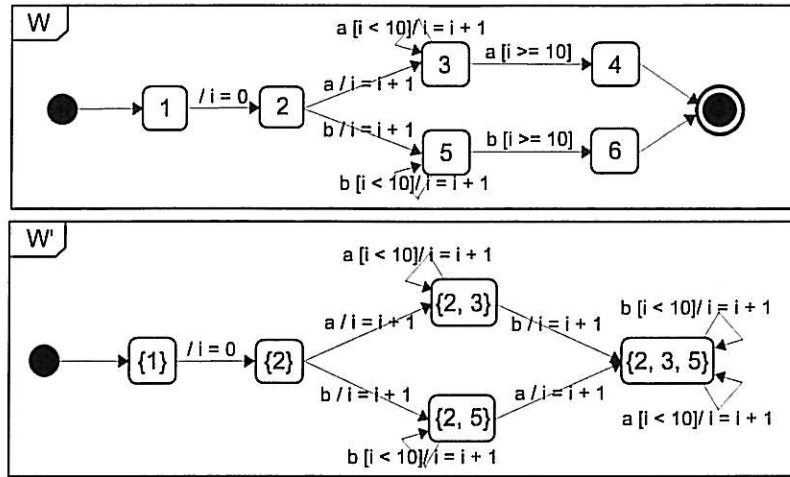 W
a [i < 10]/ i = i + 1
3
a [i >= 10]
4
1
/ i = 0
2
a / i = i + 1
b / i = i + 1
5
b [i >= 10]
6
b [i < 10]/ i = i + 1
W'
a [i < 10]/ i = i + 1
{2, 3}
b [i < 10]/ i = i + 1
a / i = i + 1
b / i = i + 1
{1}
/ i = 0
{2}
{2, 3, 5}
b / i = i + 1
a / i = i + 1
{2, 5}
a [i < 10]/ i = i + 1
b [i < 10]/ i = i + 1